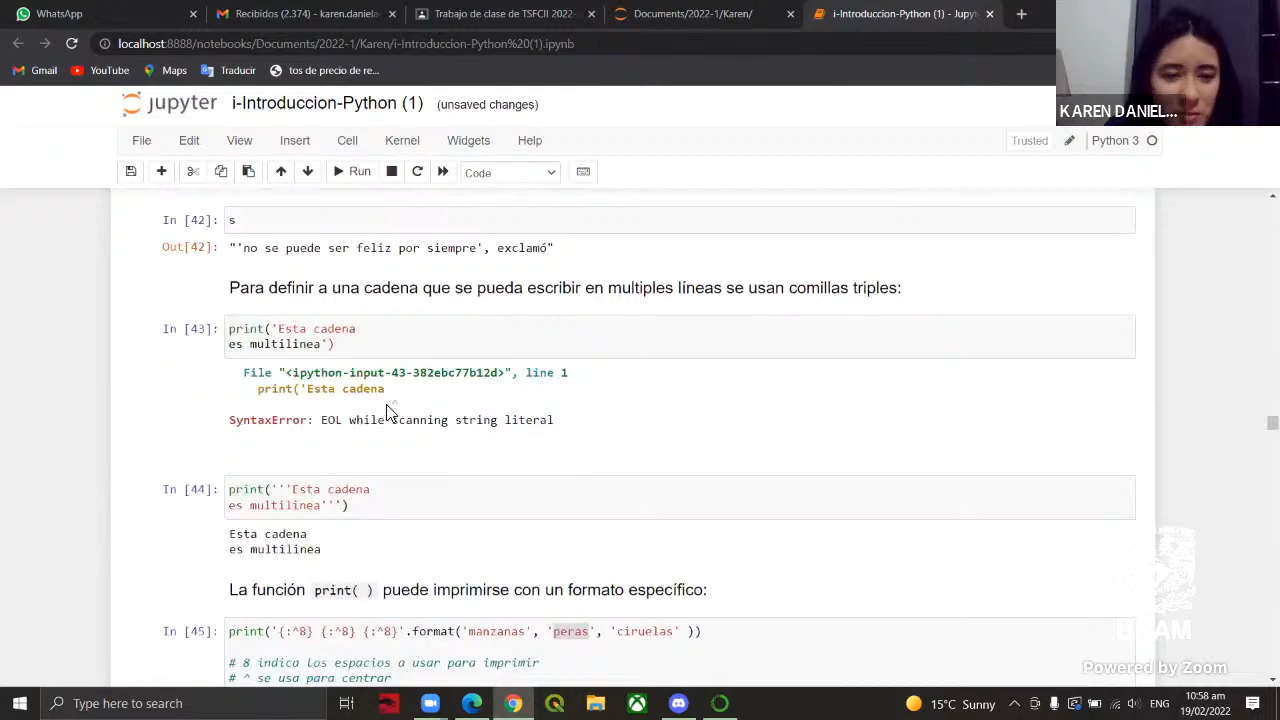 WhatsApp
Recibidos (2.374) - karen.daniela
Trabajo de clase de TSFCII 2022-
Documents/2022-1/Karen/
i-Introduccion-Python (1) - Jupyt
localhost:8888/notebooks/Documents/2022-1/Karen/i-Introduccion-Python%20(1).ipynb
Gmail
YouTube
Maps
Traducir
tos de precio de re...
KAREN DANIEL...
jupyter i-Introduccion-Python (1) (unsaved changes)
File Edit View Insert Cell Kernel Widgets Help
Trusted Python 3
Run Code
In [42]: s
Out[42]: "'no se puede ser feliz por siempre', exclamó"
Para definir a una cadena que se pueda escribir en multiples líneas se usan comillas triples:
In [43]: print('Esta cadena
es multilinea')
File "<ipython-input-43-382ebc77b12d>", line 1
print('Esta cadena
^
SyntaxError: EOL while scanning string literal
In [44]: print('''Esta cadena
es multilinea''')
Esta cadena
es multilinea
La función print( ) puede imprimirse con un formato específico:
In [45]: print('{:^8} {:^8} {:^8}'.format('manzanas', 'peras', 'ciruelas' ))
# 8 indica los espacios a usar para imprimir
# ^ se usa para centrar
UNAM
Powered by Zoom
Type here to search
15°C Sunny
ENG
10:58 am
19/02/2022